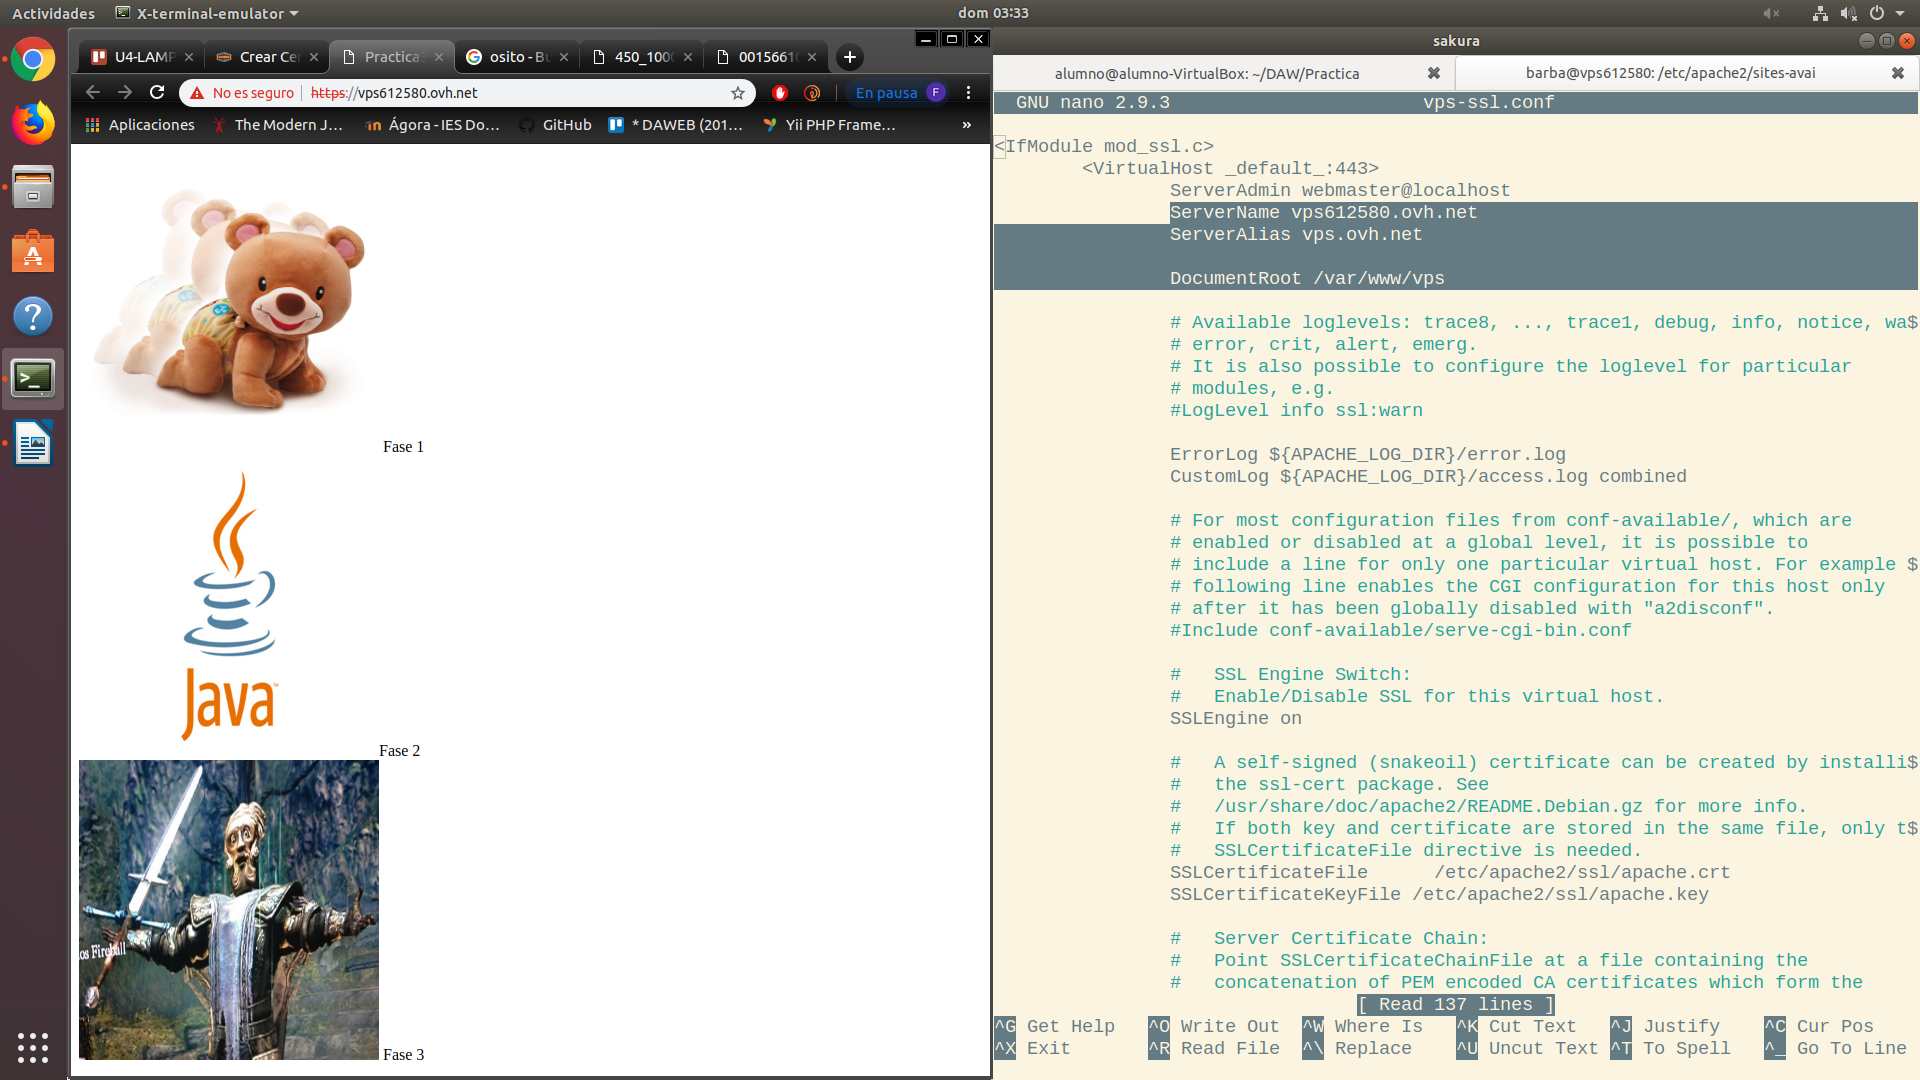 Actividades
X-terminal-emulator
dom 03:33
U4-LAMP
Crear Ce
Practica
osito - Bu
450_100
0015661
No es seguro
https://vps612580.ovh.net
En pausa
F
Aplicaciones
The Modern J...
Ágora - IES Do...
GitHub
* DAWEB (201...
Yii PHP Frame...
»
Fase 1
Java
Fase 2
os Fireball
Fase 3
sakura
alumno@alumno-VirtualBox: ~/DAW/Practica
barba@vps612580: /etc/apache2/sites-avai
GNU nano 2.9.3
vps-ssl.conf
<IfModule mod_ssl.c>
<VirtualHost _default_:443>
ServerAdmin webmaster@localhost
ServerName vps612580.ovh.net
ServerAlias vps.ovh.net
DocumentRoot /var/www/vps
# Available loglevels: trace8, ..., trace1, debug, info, notice, wa$
# error, crit, alert, emerg.
# It is also possible to configure the loglevel for particular
# modules, e.g.
#LogLevel info ssl:warn
ErrorLog ${APACHE_LOG_DIR}/error.log
CustomLog ${APACHE_LOG_DIR}/access.log combined
# For most configuration files from conf-available/, which are
# enabled or disabled at a global level, it is possible to
# include a line for only one particular virtual host. For example $
# following line enables the CGI configuration for this host only
# after it has been globally disabled with "a2disconf".
#Include conf-available/serve-cgi-bin.conf
#   SSL Engine Switch:
#   Enable/Disable SSL for this virtual host.
SSLEngine on
#   A self-signed (snakeoil) certificate can be created by installi$
#   the ssl-cert package. See
#   /usr/share/doc/apache2/README.Debian.gz for more info.
#   If both key and certificate are stored in the same file, only t$
#   SSLCertificateFile directive is needed.
SSLCertificateFile      /etc/apache2/ssl/apache.crt
SSLCertificateKeyFile /etc/apache2/ssl/apache.key
#   Server Certificate Chain:
#   Point SSLCertificateChainFile at a file containing the
#   concatenation of PEM encoded CA certificates which form the
[ Read 137 lines ]
^G Get Help   ^O Write Out  ^W Where Is   ^K Cut Text   ^J Justify    ^C Cur Pos
^X Exit       ^R Read File  ^\ Replace    ^U Uncut Text ^T To Spell   ^_ Go To Line